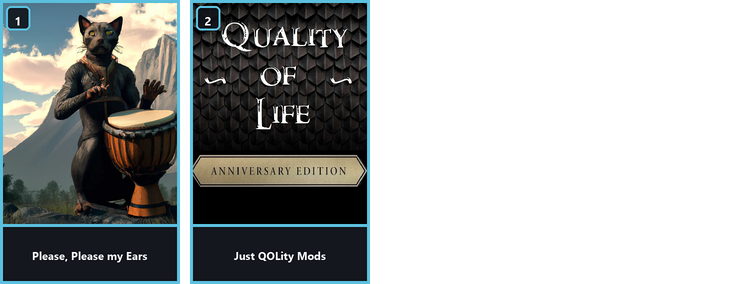 1
Please, Please my Ears
2
Quality
of
Life
ANNIVERSARY EDITION
Just QOLity Mods